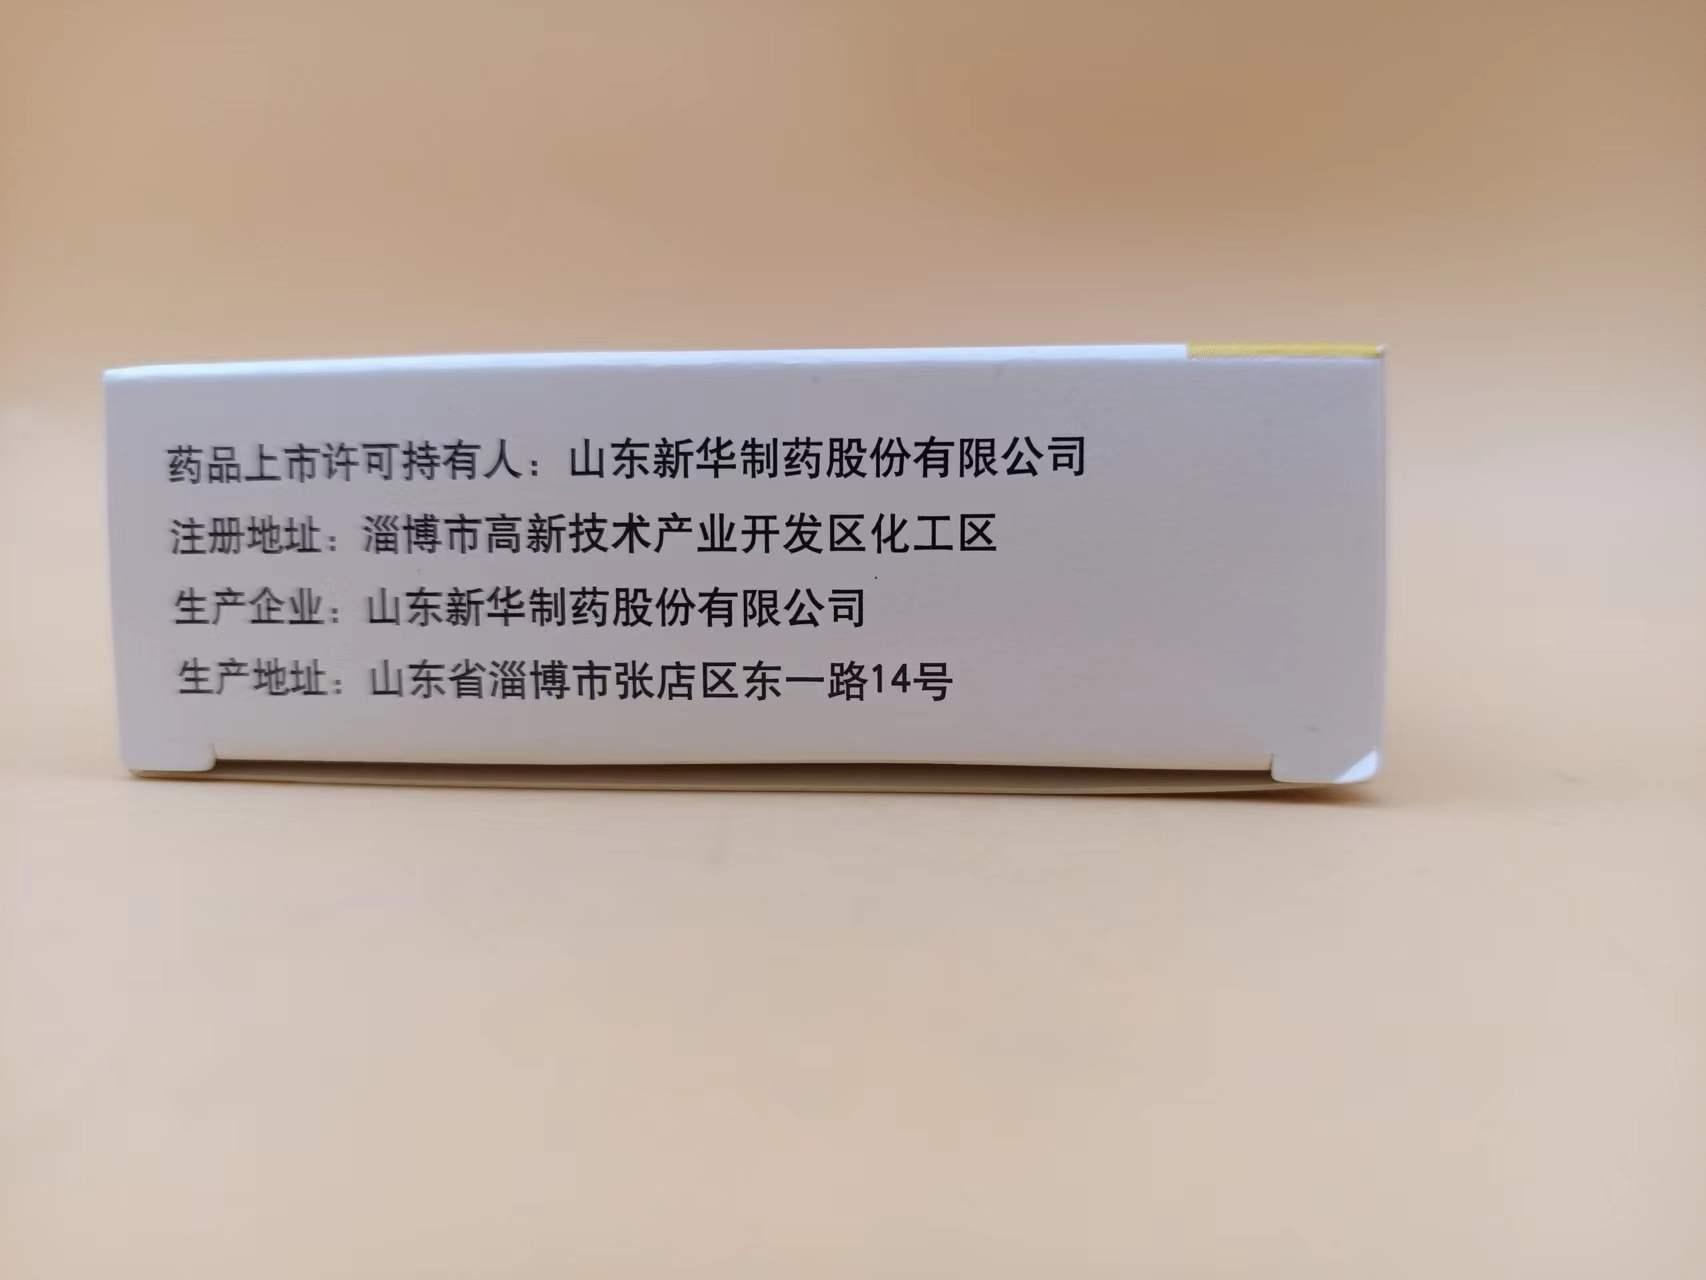 药品上市许可持有人：山东新华制药股份有限公司
注册地址：淄博市高新技术产业开发区化工区
生产企业：山东新华制药股份有限公司
生产地址：山东省淄博市张店区东一路14号